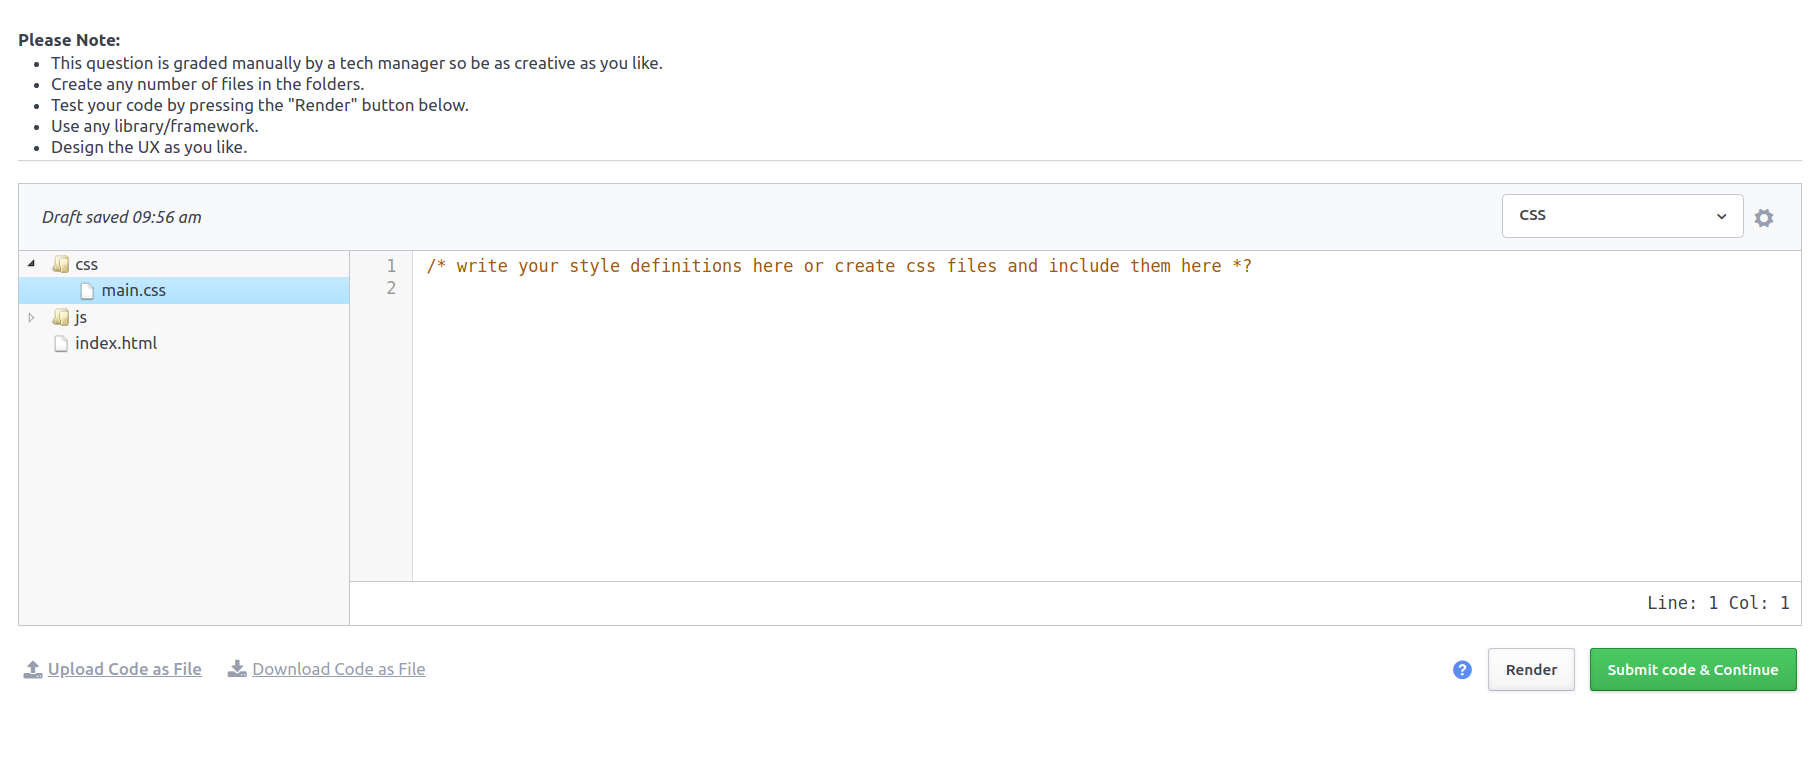 Please Note:
This question is graded manually by a tech manager so be as creative as you like.
Create any number of files in the folders.
Test your code by pressing the "Render" button below.
Use any library/framework.
Design the UX as you like.
Draft saved 09:56 am
CSS
css
main.css
js
index.html
1 /* write your style definitions here or create css files and include them here *?
2
Line: 1 Col: 1
Upload Code as File
Download Code as File
?
Render
Submit code & Continue